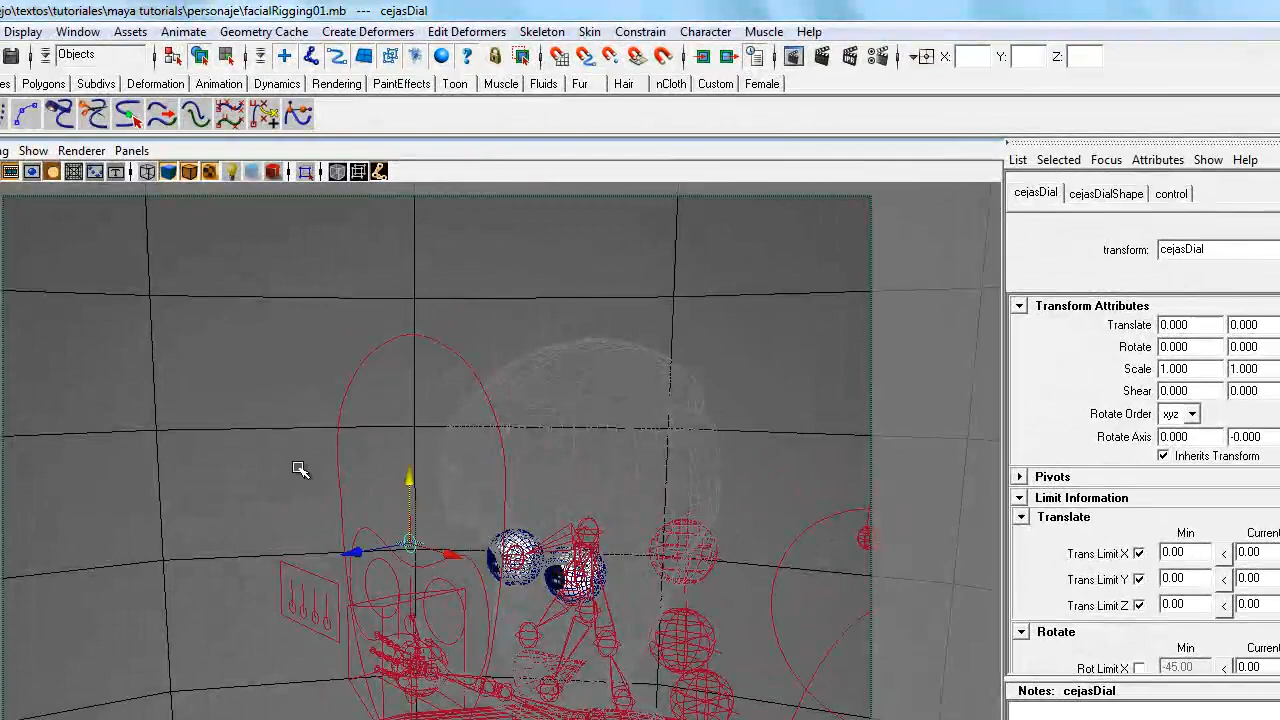 ejo\textos\tutoriales\maya tutorials\personaje\facialRigging01.mb --- cejasDial
Display Window Assets Animate Geometry Cache Create Deformers Edit Deformers Skeleton Skin Constrain Character Muscle Help
Objects X: Y: Z:
es Polygons Subdivs Deformation Animation Dynamics Rendering PaintEffects Toon Muscle Fluids Fur Hair nCloth Custom Female
ng Show Renderer Panels
List Selected Focus Attributes Show Help
cejasDial cejasDialShape control
transform: cejasDial
Transform Attributes
Translate 0.000 0.000
Rotate 0.000 0.000
Scale 1.000 1.000
Shear 0.000 0.000
Rotate Order xyz
Rotate Axis 0.000 -0.000
Inherits Transform
Pivots
Limit Information
Translate
Min Current
Trans Limit X 0.00 < 0.00
Trans Limit Y 0.00 < 0.00
Trans Limit Z 0.00 < 0.00
Rotate
Min Current
Rot Limit X -45.00 < 0.00
Notes: cejasDial